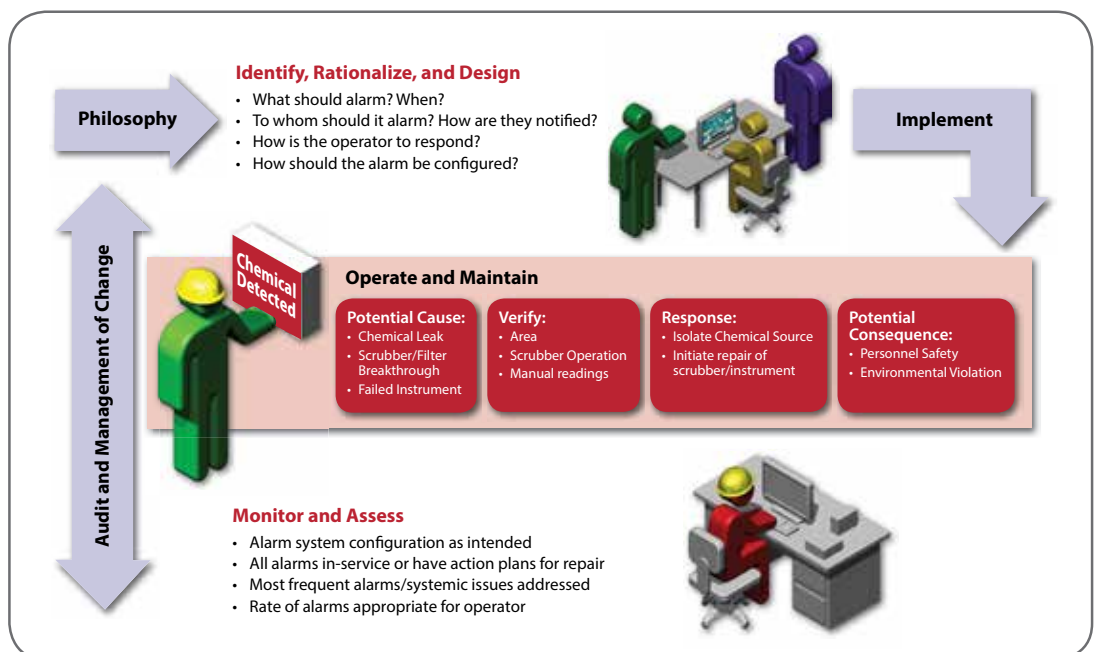 Philosophy
Identify, Rationalize, and Design
• What should alarm? When?
• To whom should it alarm? How are they notified?
• How is the operator to respond?
• How should the alarm be configured?
Implement
Audit and Management of Change
Chemical
Detected
Operate and Maintain
Potential Cause:
• Chemical Leak
• Scrubber/Filter
Breakthrough
• Failed Instrument
Verify:
• Area
• Scrubber Operation
• Manual readings
Response:
• Isolate Chemical Source
• Initiate repair of
scrubber/instrument
Potential
Consequence:
• Personnel Safety
• Environmental Violation
Monitor and Assess
• Alarm system configuration as intended
• All alarms in-service or have action plans for repair
• Most frequent alarms/systemic issues addressed
• Rate of alarms appropriate for operator